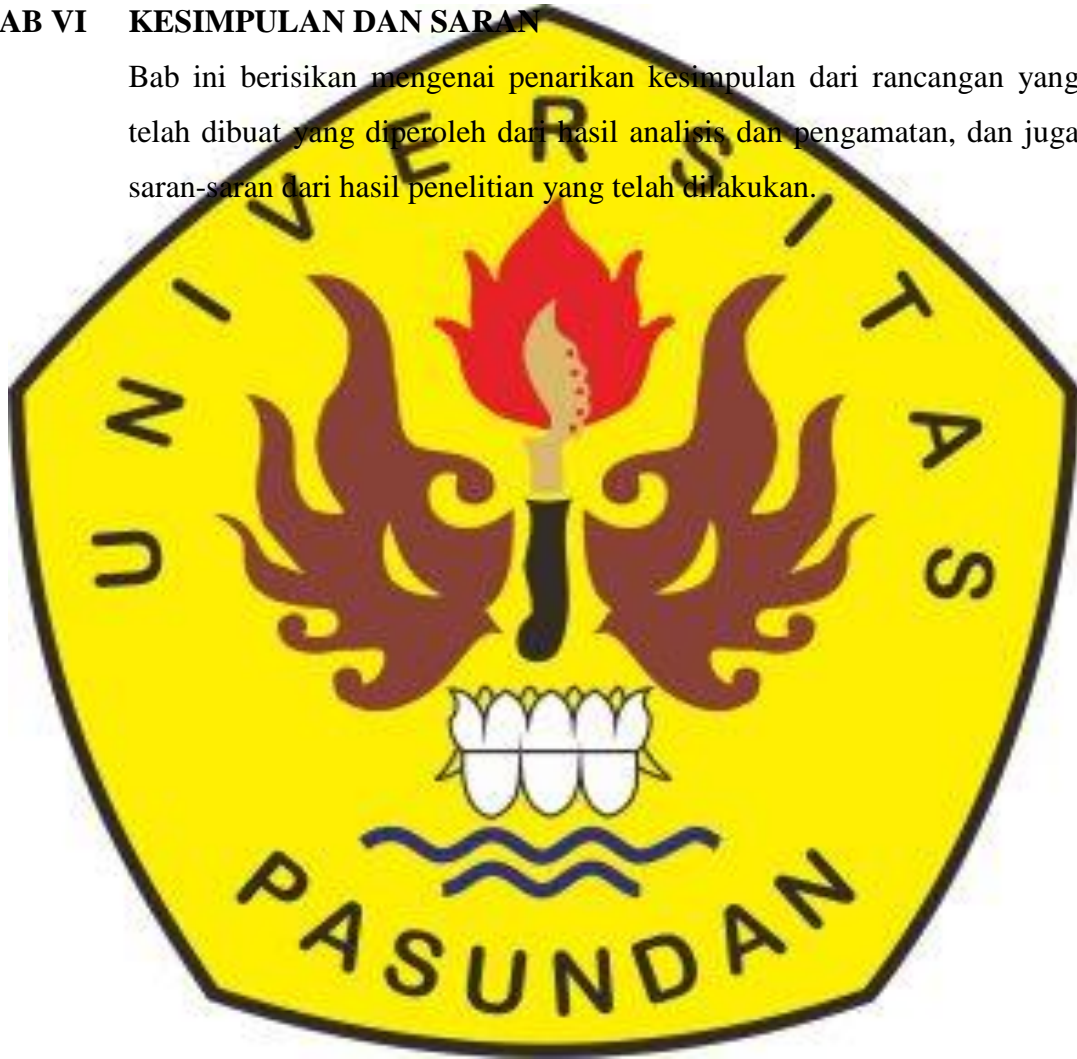 AB VI KESIMPULAN DAN SARAN
Bab ini berisikan mengenai penarikan kesimpulan dari rancangan yang
telah dibuat yang diperoleh dari hasil analisis dan pengamatan, dan juga
saran-saran dari hasil penelitian yang telah dilakukan.
UNIVERSITAS
PASUNDAN